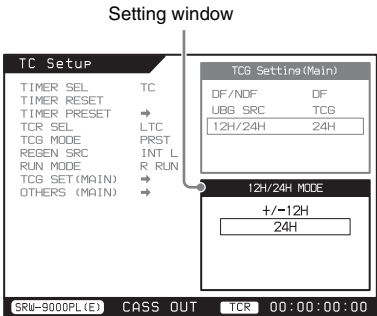 Setting window
TC Setup
TIMER SEL TC
TIMER RESET
TIMER PRESET ➡
TCR SEL LTC
TCG MODE PRST
REGEN SRC INT L
RUN MODE R RUN
TCG SET(MAIN) ➡
OTHERS (MAIN) ➡
TCG Setting(Main)
DF/NDF DF
UBG SRC TCG
12H/24H 24H
12H/24H MODE
+/-12H
24H
SRW-9000PL(E) CASS OUT TCR 00:00:00:00